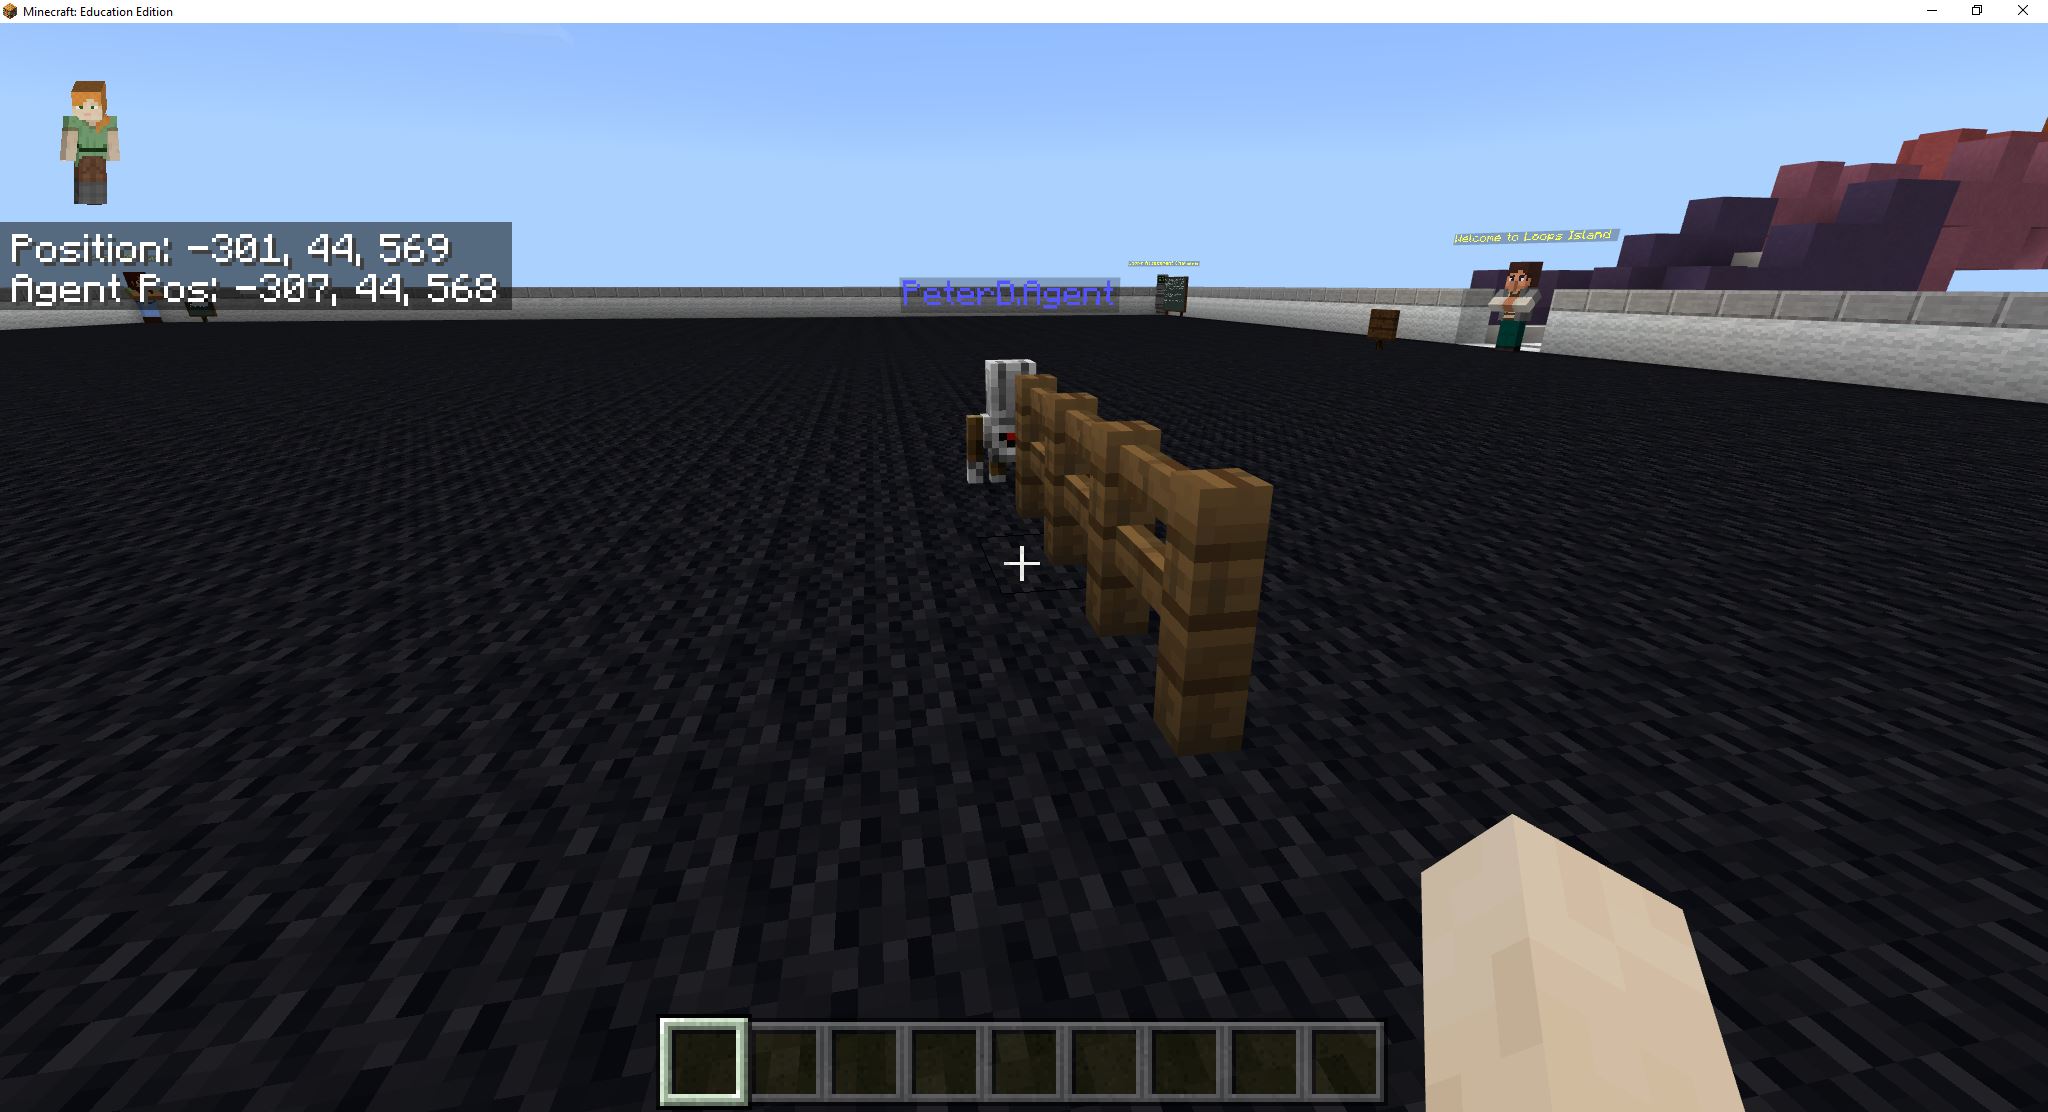 Minecraft: Education Edition
Position: -301, 44, 569
Agent Pos: -307, 44, 568
PeterD.Agent
Welcome to Loops Island